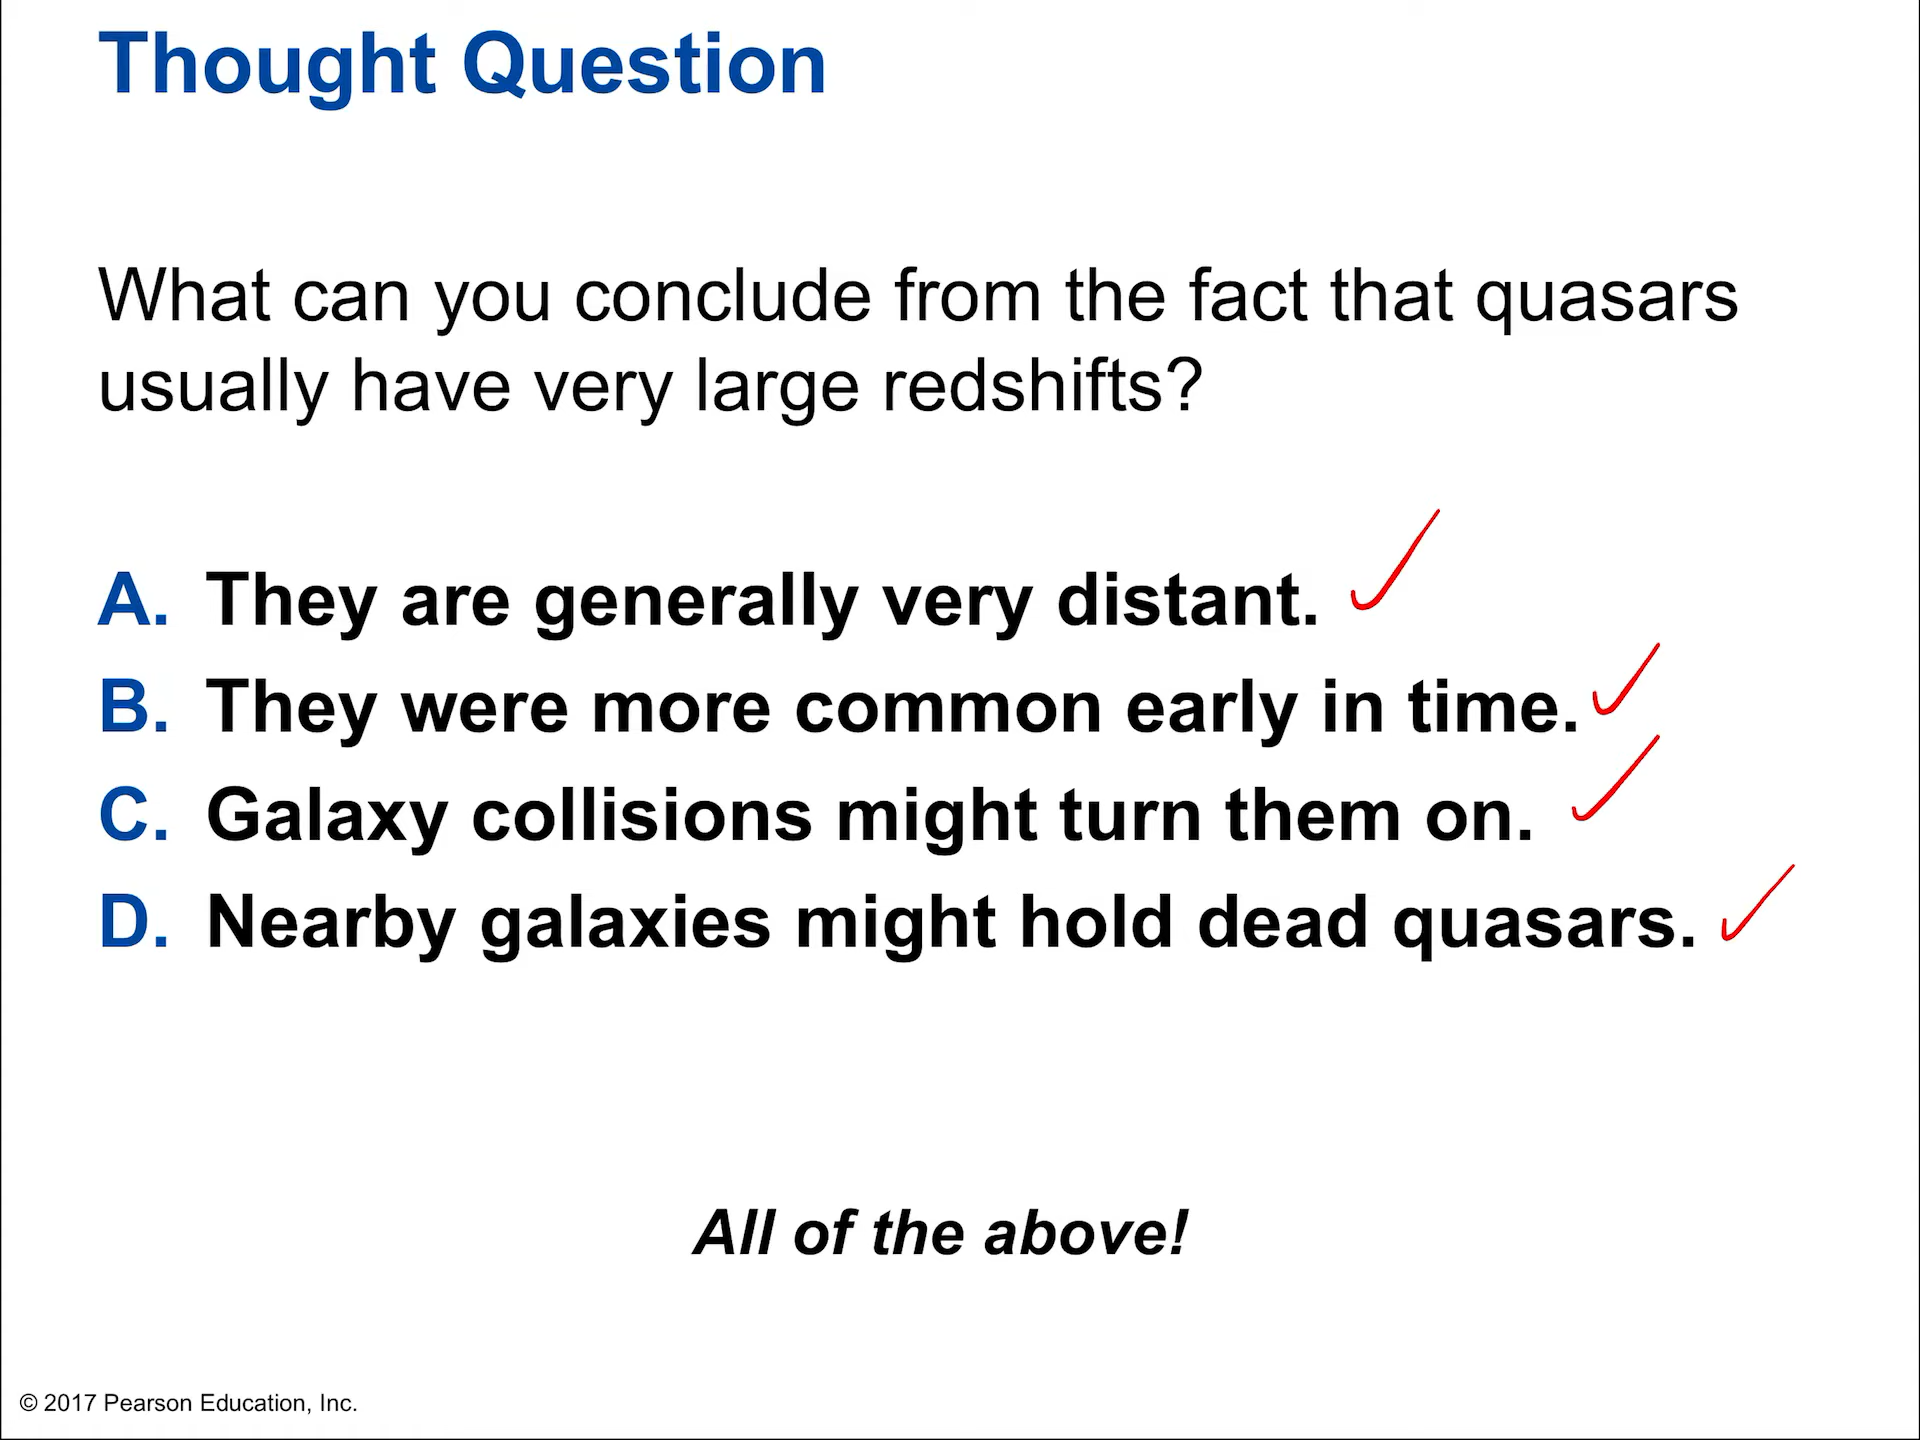 Thought Question
What can you conclude from the fact that quasars
usually have very large redshifts?
A. They are generally very distant.
B. They were more common early in time.
C. Galaxy collisions might turn them on.
D. Nearby galaxies might hold dead quasars.
All of the above!
© 2017 Pearson Education, Inc.